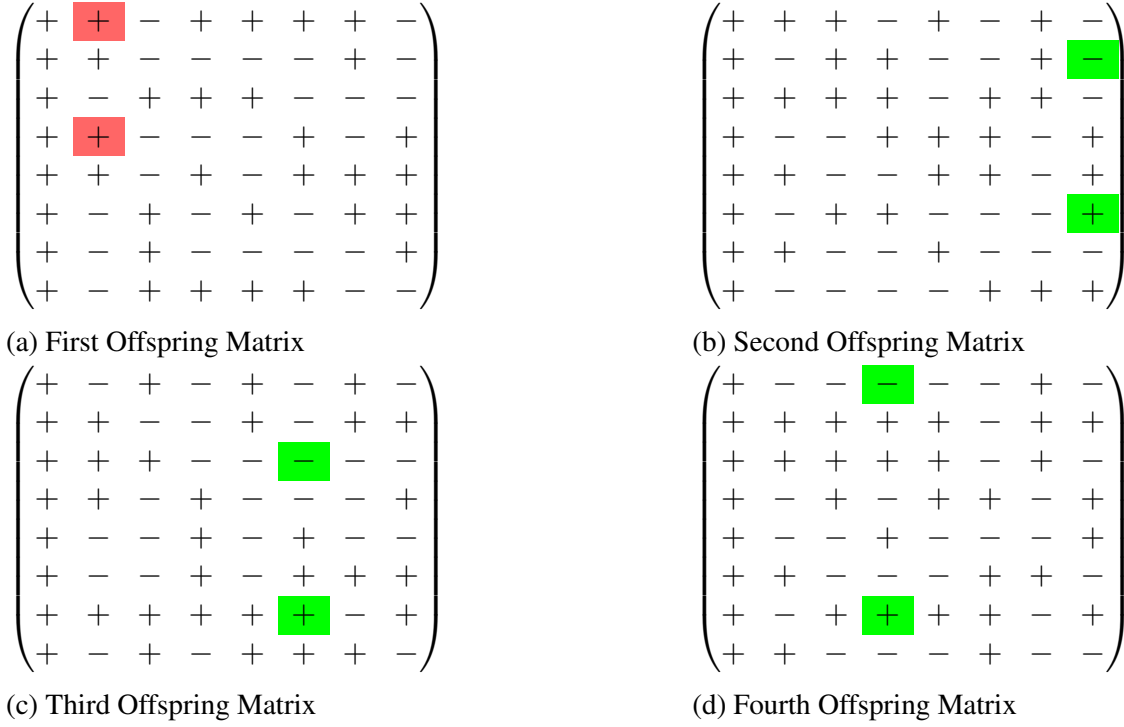 + + − + + + + −
+ + − − − − + −
+ − + + + − − −
+ + − − − + − +
+ + − + − + + +
+ − + − + − + +
+ − + − − − − +
+ − + + + + − −
(a) First Offspring Matrix
+ − + + + − + −
+ − + + − − + −
+ + + + − + + −
+ − − − + + − +
+ + − − + + − +
+ − + + − − − +
+ + − − + − − −
+ − − − − + + +
(b) Second Offspring Matrix
+ − + − + − + −
+ − − − + − + +
+ + + − − − − −
+ + − + − − − +
+ − − + − + − −
+ − − + − + + +
+ + + + + + − +
+ − + − + + + −
(c) Third Offspring Matrix
+ − − − − − + −
+ + + + + − + +
+ + + + + − + −
+ + − − + + − +
+ − − + − − − +
+ − − − − + + −
+ − + + + + − +
+ + − − − + − −
(d) Fourth Offspring Matrix